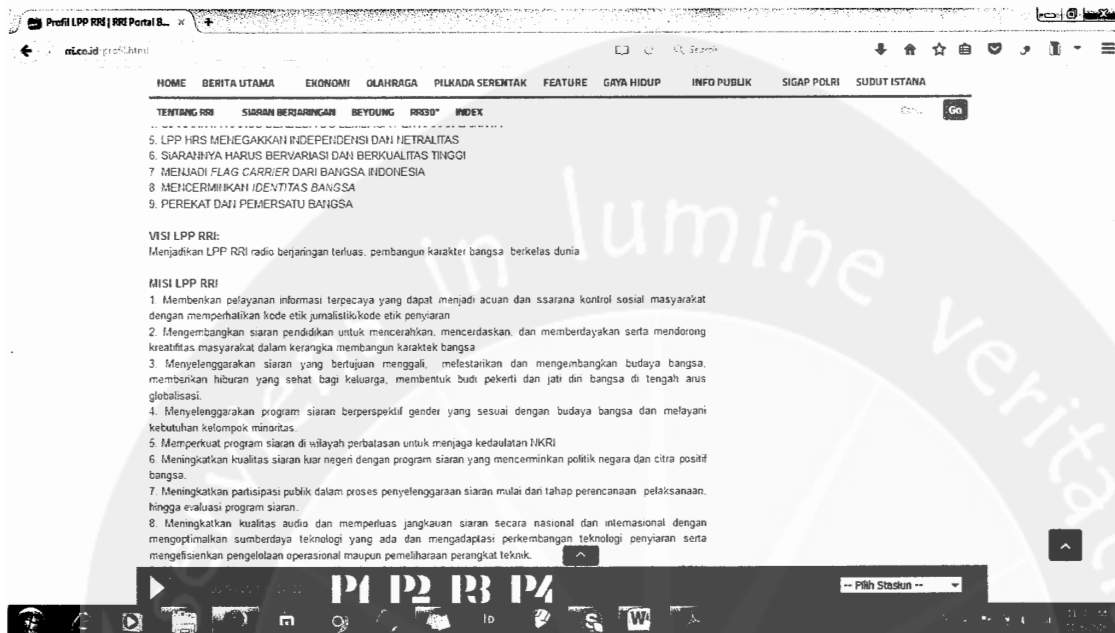 Profil LPP RRI | RRI Portal B...
rri.co.id/profil.html
Search
HOME BERITA UTAMA EKONOMI OLAHRAGA PILKADA SERENTAK FEATURE GAYA HIDUP INFO PUBLIK SIGAP POLRI SUDUT ISTANA
TENTANG RRI SIARAN BERJARINGAN BEYOUNG RRI30° INDEX
Go
5. LPP HRS MENEGAKKAN INDEPENDENSI DAN NETRALITAS
6. SIARANNYA HARUS BERVARIASI DAN BERKUALITAS TINGGI
7 MENJADI FLAG CARRIER DARI BANGSA INDONESIA
8 MENCERMINKAN IDENTITAS BANGSA
9. PEREKAT DAN PEMERSATU BANGSA
VISI LPP RRI:
Menjadikan LPP RRI radio berjaringan terluas, pembangun karakter bangsa berkelas dunia
MISI LPP RRI
1. Memberikan pelayanan informasi terpecaya yang dapat menjadi acuan dan ssarana kontrol sosial masyarakat
dengan memperhatikan kode etik jurnalistik/kode etik penyiaran
2. Mengembangkan siaran pendidikan untuk mencerahkan, mencerdaskan, dan memberdayakan serta mendorong
kreatifitas masyarakat dalam kerangka membangun karaktek bangsa
3. Menyelenggarakan siaran yang bertujuan menggali, melestarikan dan mengembangkan budaya bangsa,
memberikan hiburan yang sehat bagi keluarga, membentuk budi pekerti dan jati diri bangsa di tengah arus
globalisasi.
4. Menyelenggarakan program siaran berperspektif gender yang sesuai dengan budaya bangsa dan melayani
kebutuhan kelompok minoritas.
5. Memperkuat program siaran di wilayah perbatasan untuk menjaga kedaulatan NKRI
6. Meningkatkan kualitas siaran luar negeri dengan program siaran yang mencerminkan politik negara dan citra positif
bangsa.
7. Meningkatkan partisipasi publik dalam proses penyelenggaraan siaran mulai dari tahap perencanaan pelaksanaan,
hingga evaluasi program siaran.
8. Meningkatkan kualitas audio dan memperluas jangkauan siaran secara nasional dan internasional dengan
mengoptimalkan sumberdaya teknologi yang ada dan mengadaptasi perkembangan teknologi penyiaran serta
mengefisienkan pengelolaan operasional maupun pemeliharaan perangkat teknik.
P1 P2 P3 P4
-- Pilih Stasiun --
in lumine veritas